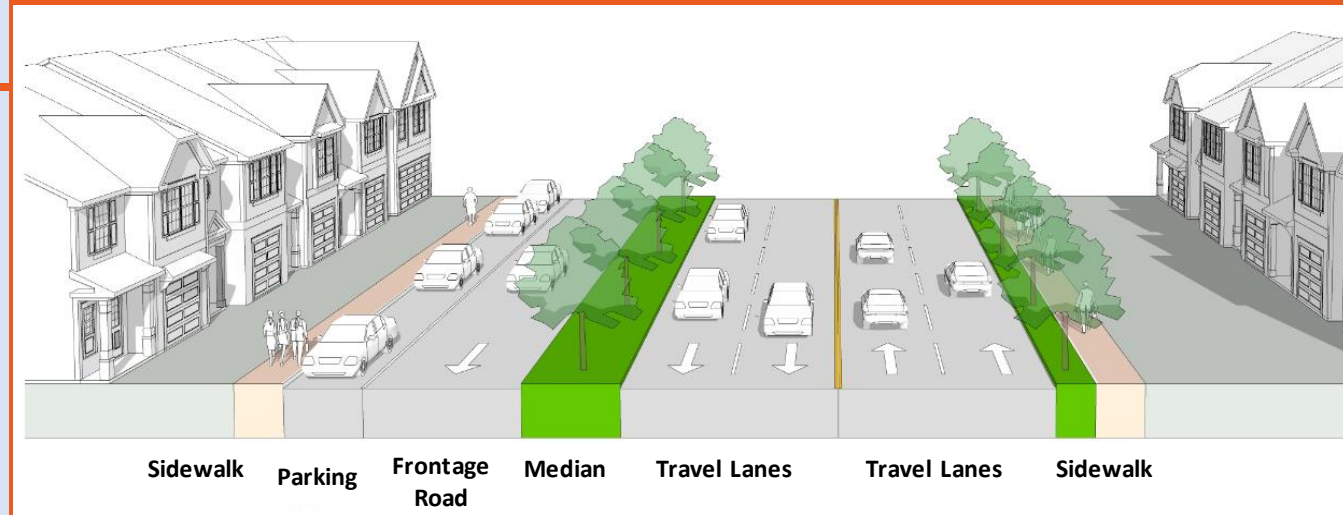 Sidewalk
Parking
Frontage
Road
Median
Travel Lanes
Travel Lanes
Sidewalk